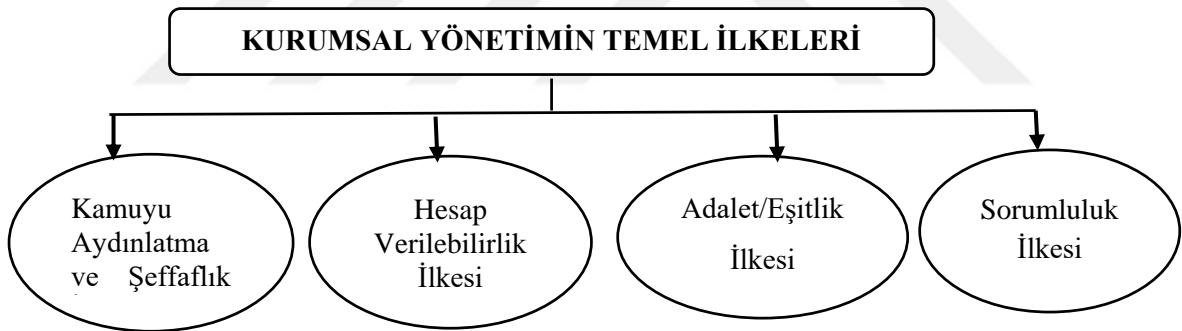 KURUMSAL YÖNETİMİN TEMEL İLKELERİ
Kamuyu
Aydınlatma
ve Şeffaflık
Hesap
Verilebilirlik
İlkesi
Adalet/Eşitlik
İlkesi
Sorumluluk
İlkesi